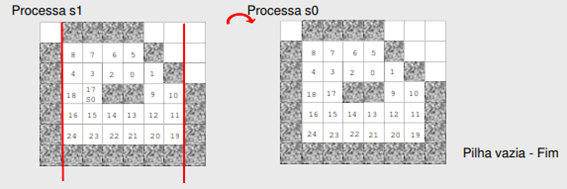 Processa s1
Processa s0
8 7 6 5
4 3 2 0 1
18 17 9 10
S0
16 15 14 13 12 11
24 23 22 21 20 19
8 7 6 5
4 3 2 0 1
18 17 9 10
16 15 14 13 12 11
24 23 22 21 20 19
Pilha vazia - Fim